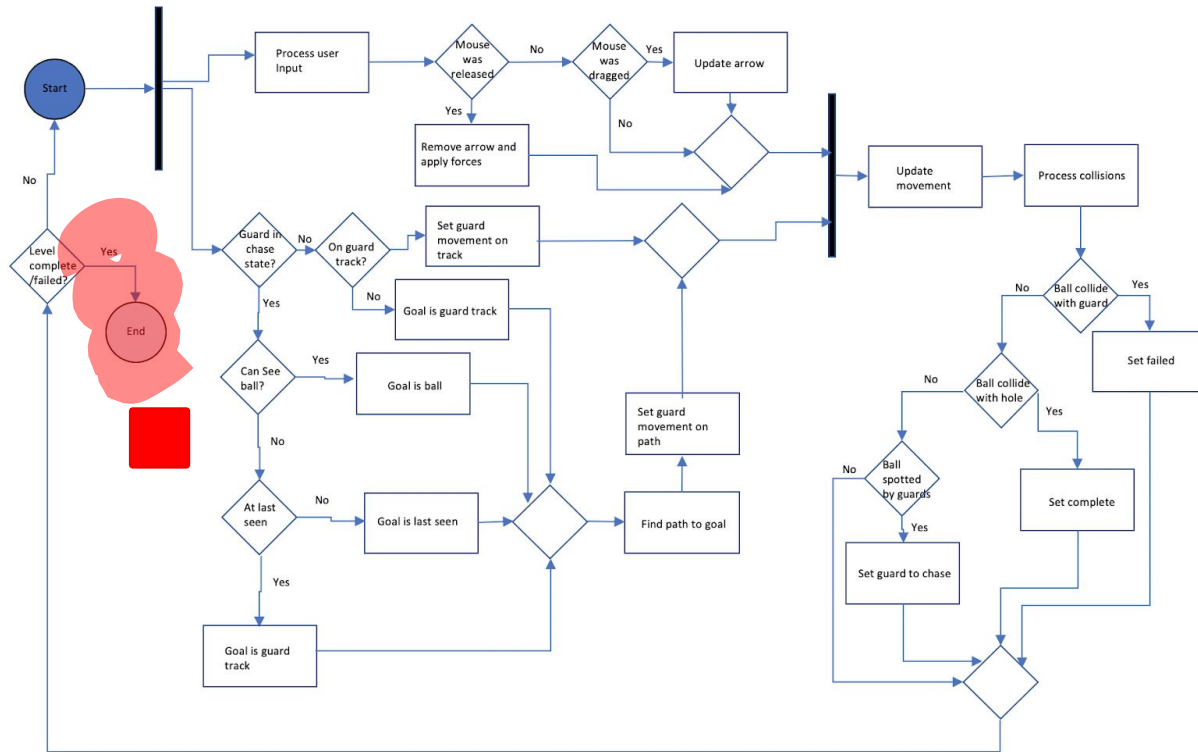 Start
Process user
Input
Mouse
was
released
No
Mouse
was
dragged
Yes
Update arrow
Yes
No
Remove arrow and
apply forces
Update
movement
Process collisions
No
Level
complete
/failed?
Yes
End
Guard in
chase
state?
No
On guard
track?
Set guard
movement on
track
Yes
No
Goal is guard track
Can See
ball?
Yes
Goal is ball
No
At last
seen
No
Goal is last seen
Yes
Goal is guard
track
Set guard
movement on
path
Find path to goal
No
Ball collide
with guard
Yes
Set failed
No
Ball collide
with hole
Yes
Set complete
No
Ball
spotted
by guards
Yes
Set guard to chase